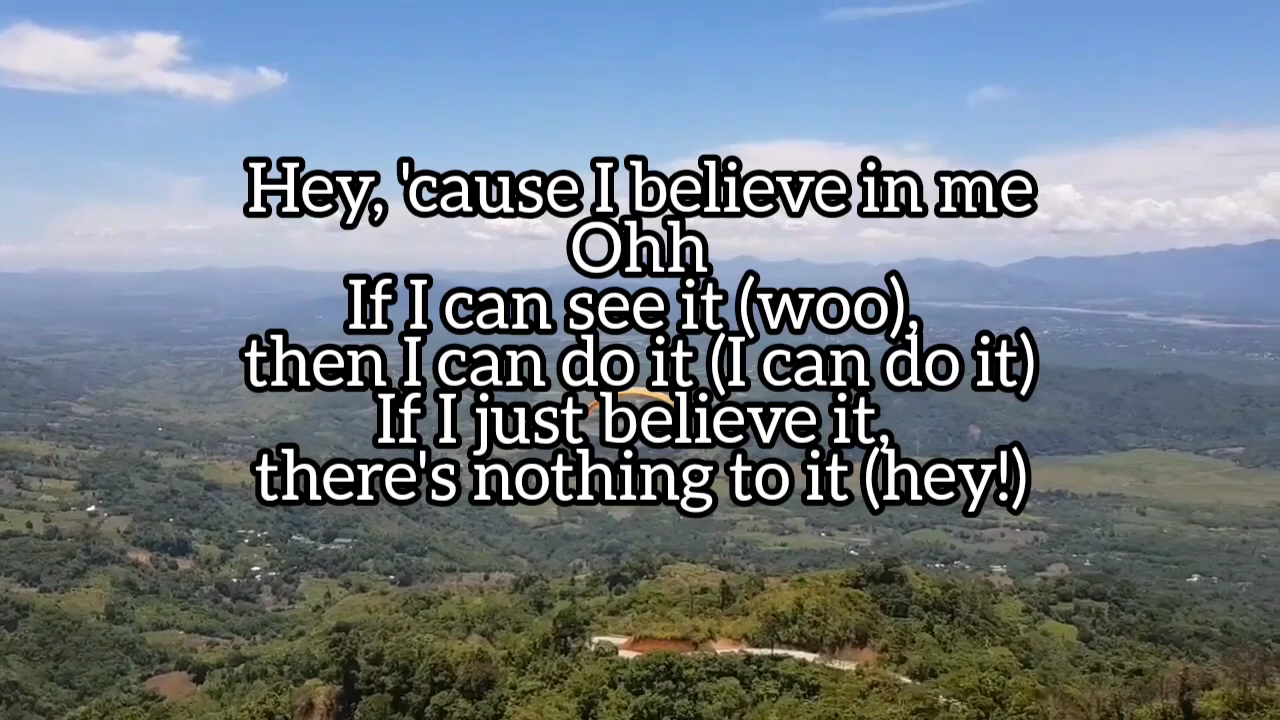 Hey, 'cause I believe in me
Ohh
If I can see it (woo),
then I can do it (I can do it)
If I just believe it,
there's nothing to it (hey!)